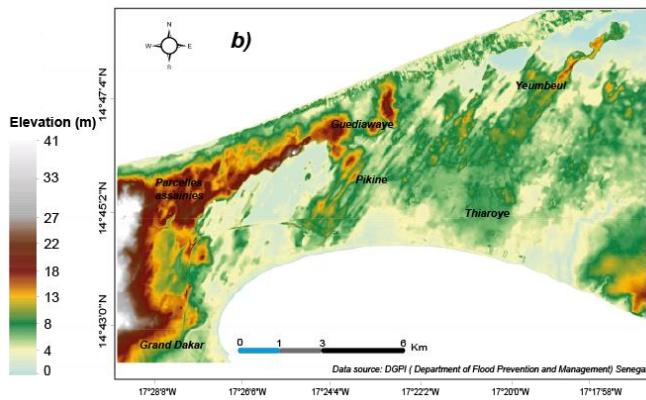 N
W E
R
b)
Elevation (m)
41
33
27
22
18
13
8
4
0
14°47'4"N
14°45'2"N
14°43'0"N
Yeumbeul
Guediawaye
Parcelles
assainies
Pikine
Thiaroye
Grand Dakar
0 1 3 6
Km
Data source: DGPI ( Department of Flood Prevention and Management) Senega
17°28'8"W 17°26'6"W 17°24'4"W 17°22'2"W 17°20'0"W 17°17'58"W